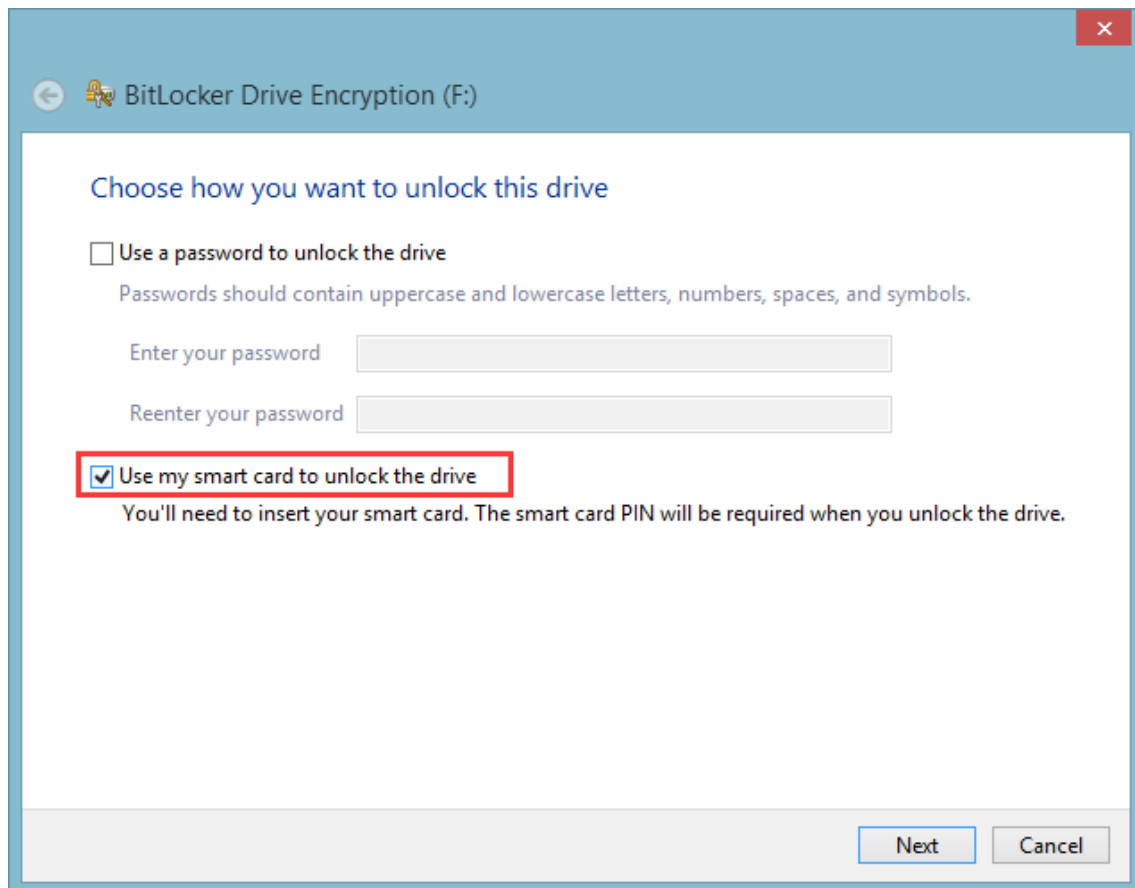 BitLocker Drive Encryption (F:)
Choose how you want to unlock this drive
Use a password to unlock the drive
Passwords should contain uppercase and lowercase letters, numbers, spaces, and symbols.
Enter your password
Reenter your password
Use my smart card to unlock the drive
You'll need to insert your smart card. The smart card PIN will be required when you unlock the drive.
Next Cancel